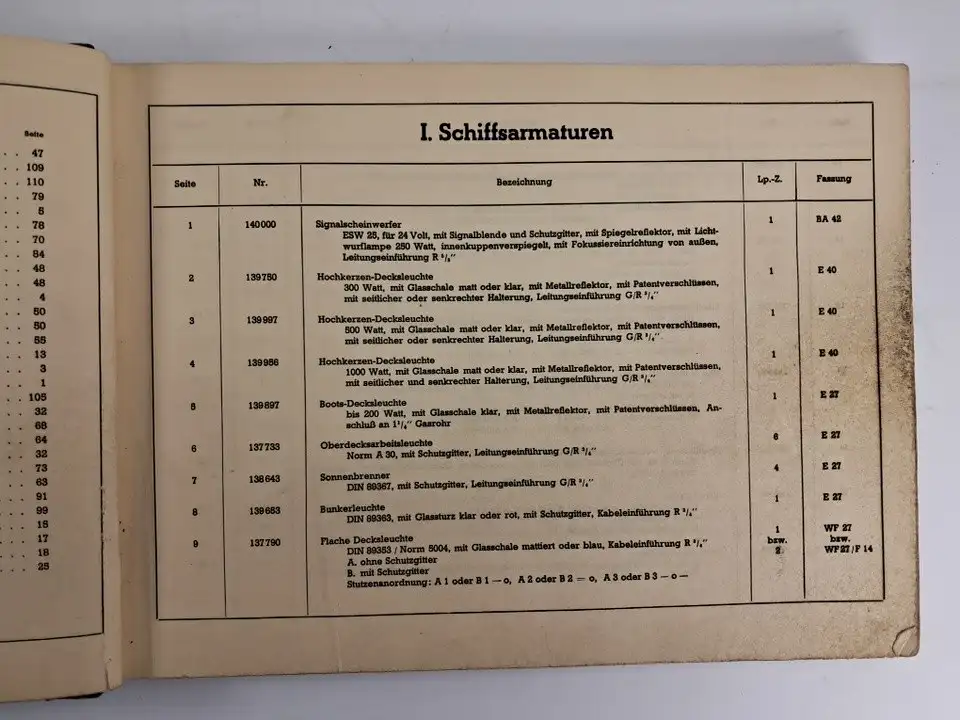 Seite
47
109
110
79
5
78
70
84
48
48
4
50
50
55
13
3
1
105
32
68
64
32
73
63
91
99
15
17
18
25
I. Schiffsarmaturen
Seite Nr. Bezeichnung Lp.-Z. Fassung
1 140000 Signalscheinwerfer 1 BA 42
ESW 25, für 24 Volt, mit Signalblende und Schutzgitter, mit Spiegelreflektor, mit Licht-
wurflampe 250 Watt, innenkuppenverspiegelt, mit Fokussiereinrichtung von außen,
Leitungseinführung R
2 139750 Hochkerzen-Decksleuchte 1 E 40
300 Watt, mit Glasschale matt oder klar, mit Metallreflektor, mit Patentverschlüssen,
mit seitlicher oder senkrechter Halterung, Leitungseinführung G/R ³/₄"
3 139997 Hochkerzen-Decksleuchte 1 E 40
500 Watt, mit Glasschale matt oder klar, mit Metallreflektor, mit Patentverschlüssen,
mit seitlicher oder senkrechter Halterung, Leitungseinführung G/R ³/₄"
4 139958 Hochkerzen-Decksleuchte 1 E 40
1000 Watt, mit Glasschale matt oder klar, mit Metallreflektor, mit Patentverschlüssen,
mit seitlicher und senkrechter Halterung, Leitungseinführung G/R ³/₄"
5 139897 Boots-Decksleuchte 1 E 27
bis 200 Watt, mit Glasschale klar, mit Metallreflektor, mit Patentverschlüssen, An-
schluß an 1¹/₄" Gasrohr
6 137733 Oberdecksarbeitsleuchte 6 E 27
Norm A 30, mit Schutzgitter, Leitungseinführung G/R ³/₄"
7 138643 Sonnenbrenner 4 E 27
DIN 89367, mit Schutzgitter, Leitungseinführung G/R ³/₄"
8 139683 Bunkerleuchte 1 E 27
DIN 89363, mit Glassturz klar oder rot, mit Schutzgitter, Kabeleinführung R ³/₄"
9 137790 Flache Decksleuchte 1 WF 27
bzw. bzw.
DIN 89353 / Norm 5004, mit Glasschale mattiert oder blau, Kabeleinführung R ³/₄" 2 WF 27/F 14
A. ohne Schutzgitter
B. mit Schutzgitter
Stutzenanordnung: A 1 oder B 1 — o, A 2 oder B 2 = o, A 3 oder B 3 — o —